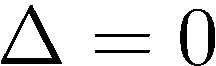 Δ = 0